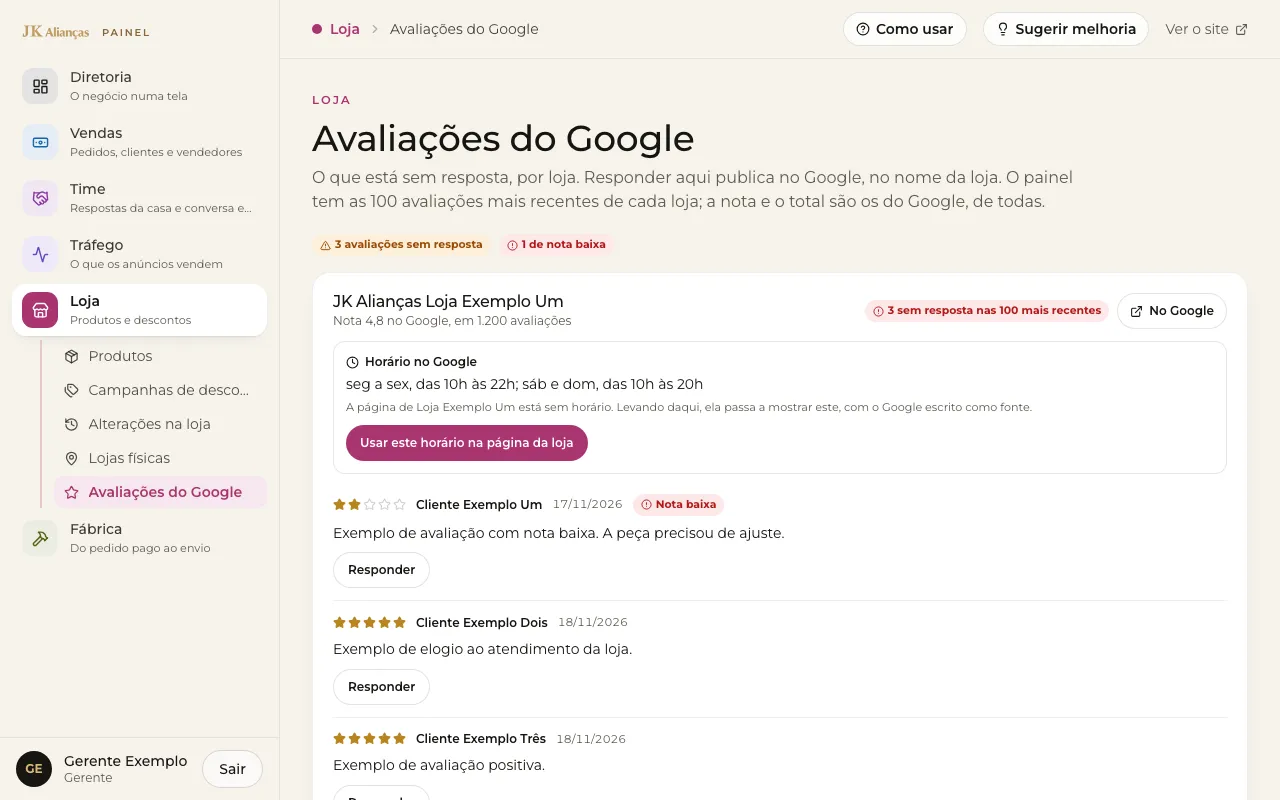 JK Alianças PAINEL
Diretoria
O negócio numa tela
Vendas
Pedidos, clientes e vendedores
Time
Respostas da casa e conversa e...
Tráfego
O que os anúncios vendem
Loja
Produtos e descontos
Produtos
Campanhas de desco...
Alterações na loja
Lojas físicas
Avaliações do Google
Fábrica
Do pedido pago ao envio
GE
Gerente Exemplo
Gerente
Sair
Loja
Avaliações do Google
Como usar
Sugerir melhoria
Ver o site
LOJA
Avaliações do Google
O que está sem resposta, por loja. Responder aqui publica no Google, no nome da loja. O painel
tem as 100 avaliações mais recentes de cada loja; a nota e o total são os do Google, de todas.
3 avaliações sem resposta
1 de nota baixa
JK Alianças Loja Exemplo Um
Nota 4,8 no Google, em 1.200 avaliações
3 sem resposta nas 100 mais recentes
No Google
Horário no Google
seg a sex, das 10h às 22h; sáb e dom, das 10h às 20h
A página de Loja Exemplo Um está sem horário. Levando daqui, ela passa a mostrar este, com o Google escrito como fonte.
Usar este horário na página da loja
Cliente Exemplo Um 17/11/2026 Nota baixa
Exemplo de avaliação com nota baixa. A peça precisou de ajuste.
Responder
Cliente Exemplo Dois 18/11/2026
Exemplo de elogio ao atendimento da loja.
Responder
Cliente Exemplo Três 18/11/2026
Exemplo de avaliação positiva.